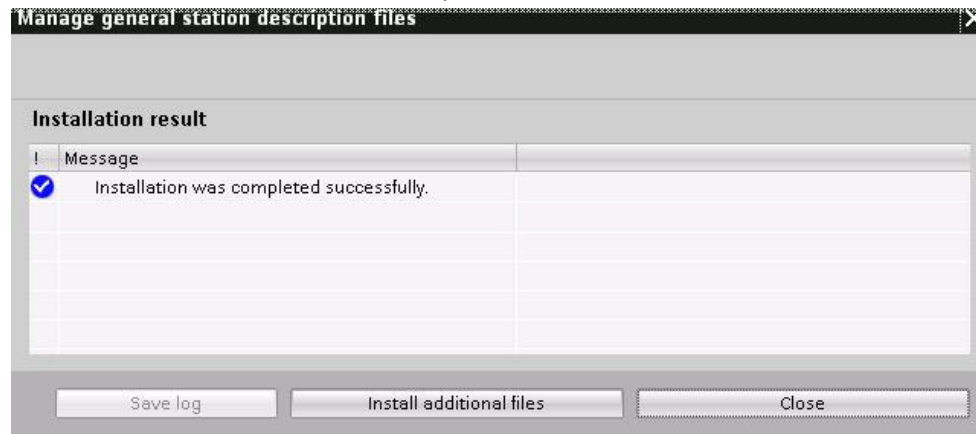 Manage general station description files
Installation result
! Message
Installation was completed successfully.
Save log Install additional files Close